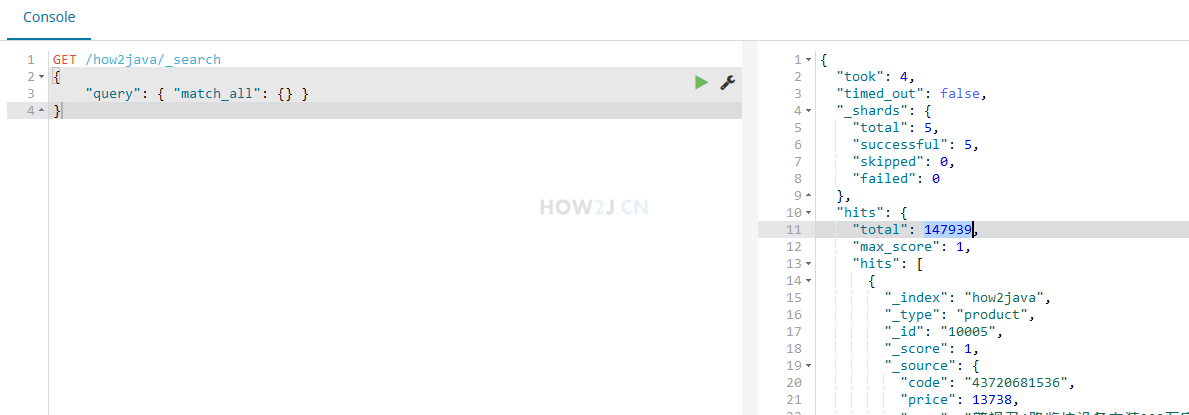 Console
1 GET /how2java/_search
2 {
3 "query": { "match_all": {} }
4 }
HOW2J.CN
1 {
2 "took": 4,
3 "timed_out": false,
4 "_shards": {
5 "total": 5,
6 "successful": 5,
7 "skipped": 0,
8 "failed": 0
9 },
10 "hits": {
11 "total": 147939,
12 "max_score": 1,
13 "hits": [
14 {
15 "_index": "how2java",
16 "_type": "product",
17 "_id": "10005",
18 "_score": 1,
19 "_source": {
20 "code": "43720681536",
21 "price": 13738,